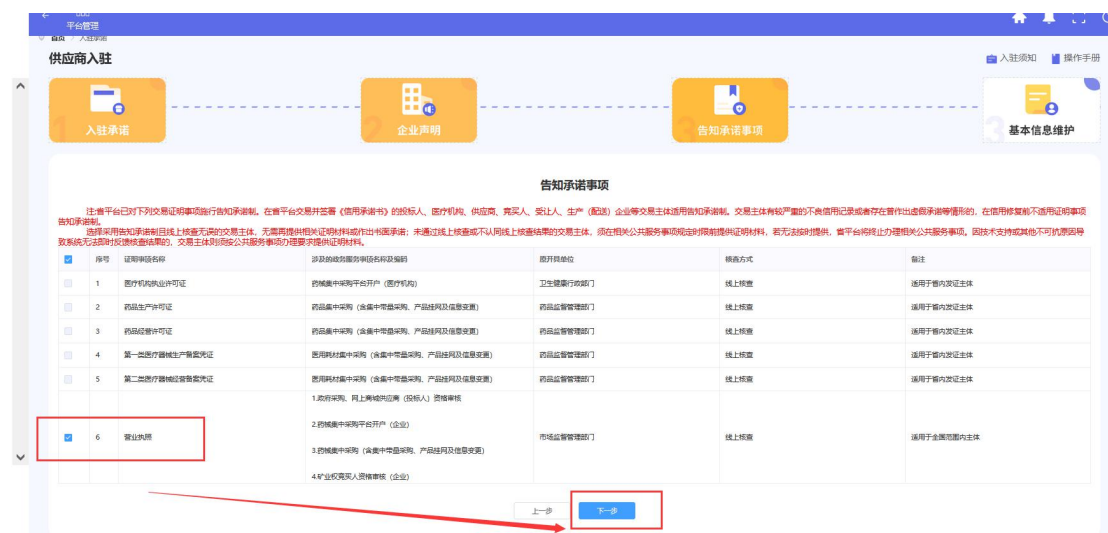 平台管理
首页 / 入驻承诺
供应商入驻
入驻须知 操作手册
1 入驻承诺
2 企业声明
3 告知承诺事项
3 基本信息维护
告知承诺事项
注:省平台已对下列交易证明事项施行告知承诺制。在省平台交易并签署《信用承诺书》的投标人、医疗机构、供应商、竞买人、受让人、生产（配送）企业等交易主体适用告知承诺制。交易主体有较严重的不良信用记录或者存在曾作出虚假承诺等情形的，在信用修复前不适用证明事项
告知承诺制。
选择采用告知承诺制且线上核查无误的交易主体，无需再提供相关证明材料或作出书面承诺；未通过线上核查或不认同线上核查结果的交易主体，须在相关公共服务事项规定时限前提供证明材料，若无法按时提供，省平台将终止办理相关公共服务事项。因技术支持或其他不可抗原因导
致系统无法即时反馈核查结果的，交易主体则须按公共服务事项办理要求提供证明材料。
序号 证明事项名称 涉及的政务服务事项名称及编码 原开具单位 核查方式 备注
1 医疗机构执业许可证 药械集中采购平台开户（医疗机构） 卫生健康行政部门 线上核查 适用于省内发证主体
2 药品生产许可证 药品集中采购（含集中带量采购、产品挂网及信息变更） 药品监督管理部门 线上核查 适用于省内发证主体
3 药品经营许可证 药品集中采购（含集中带量采购、产品挂网及信息变更） 药品监督管理部门 线上核查 适用于省内发证主体
4 第一类医疗器械生产备案凭证 医用耗材集中采购（含集中带量采购、产品挂网及信息变更） 药品监督管理部门 线上核查 适用于省内发证主体
5 第二类医疗器械经营备案凭证 医用耗材集中采购（含集中带量采购、产品挂网及信息变更） 药品监督管理部门 线上核查 适用于省内发证主体
1.政府采购、网上商城供应商（投标人）资格审核
2.药械集中采购平台开户（企业）
6 营业执照 市场监督管理部门 线上核查 适用于全国范围内主体
3.药械集中采购（含集中带量采购、产品挂网及信息变更）
4.矿业权竞买人资格审核（企业）
上一步 下一步